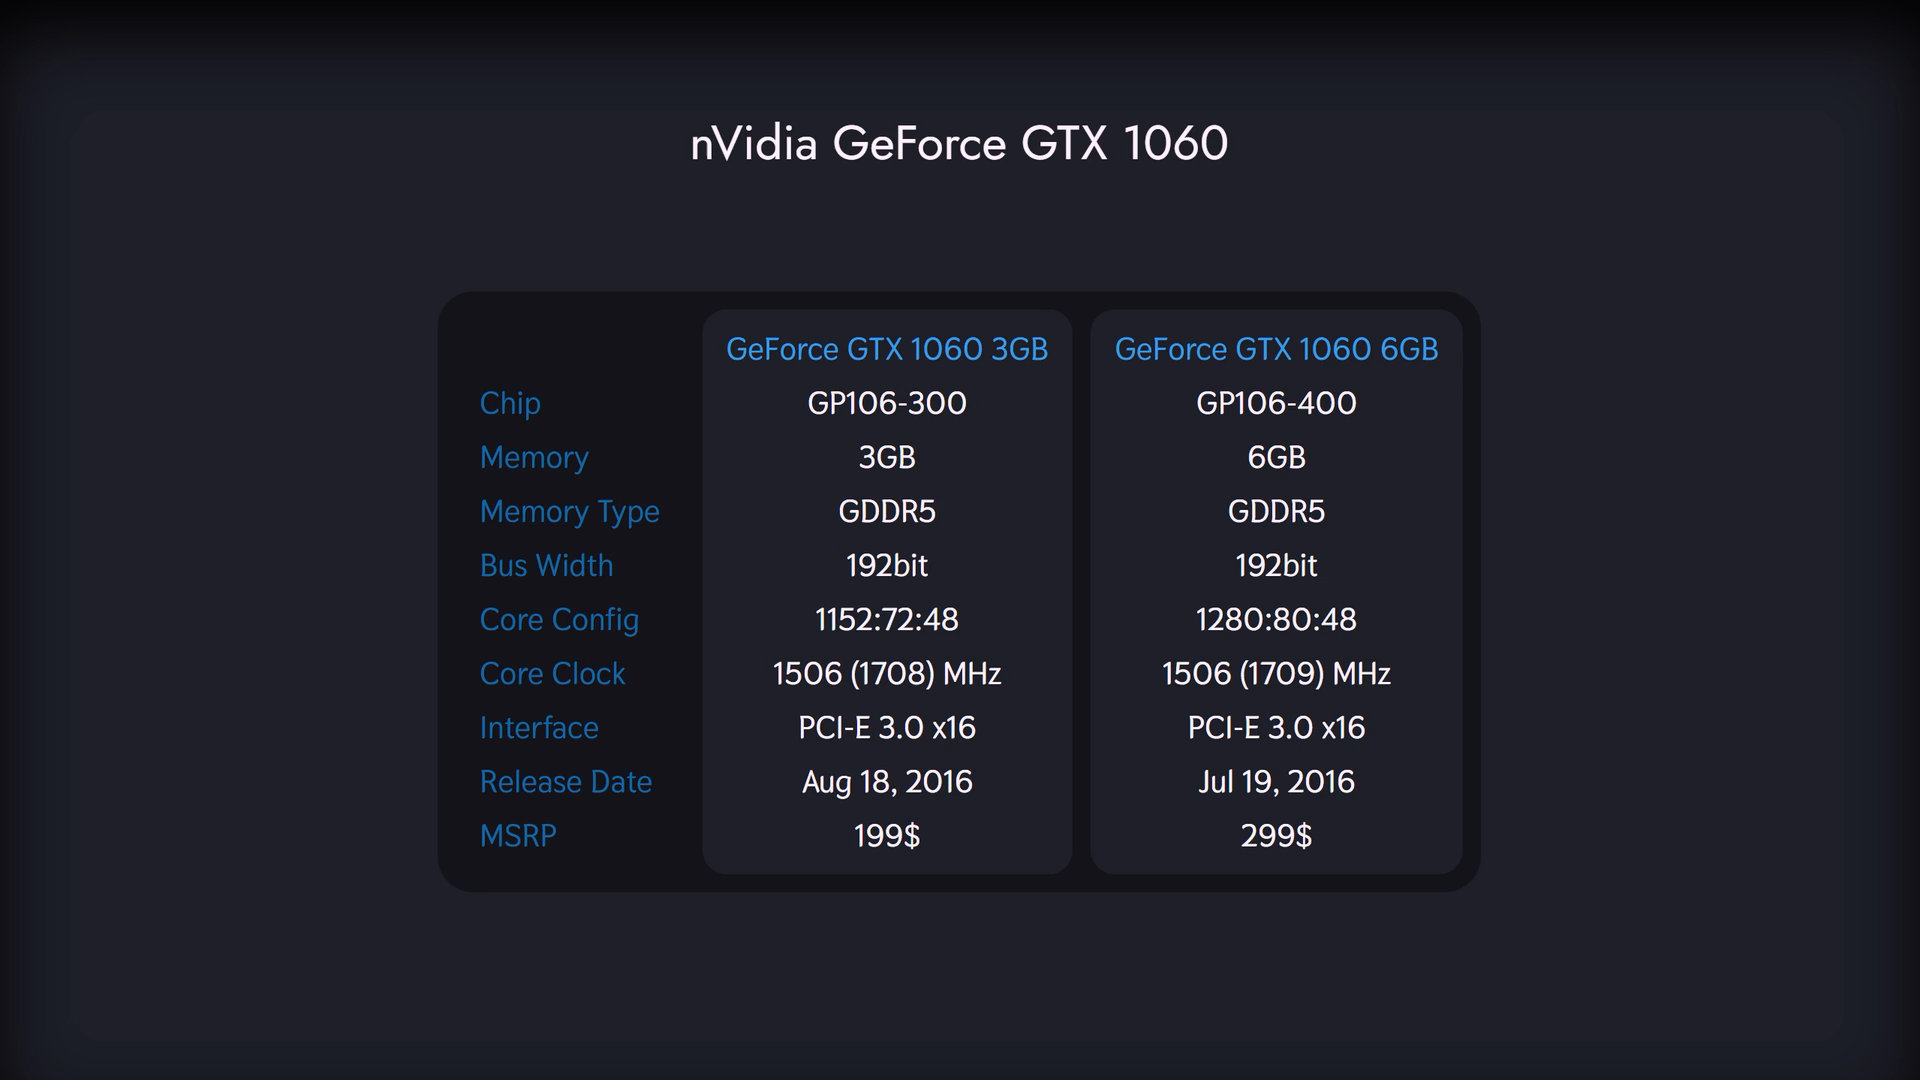 nVidia GeForce GTX 1060
GeForce GTX 1060 3GB GeForce GTX 1060 6GB
Chip GP106-300 GP106-400
Memory 3GB 6GB
Memory Type GDDR5 GDDR5
Bus Width 192bit 192bit
Core Config 1152:72:48 1280:80:48
Core Clock 1506 (1708) MHz 1506 (1709) MHz
Interface PCI-E 3.0 x16 PCI-E 3.0 x16
Release Date Aug 18, 2016 Jul 19, 2016
MSRP 199$ 299$